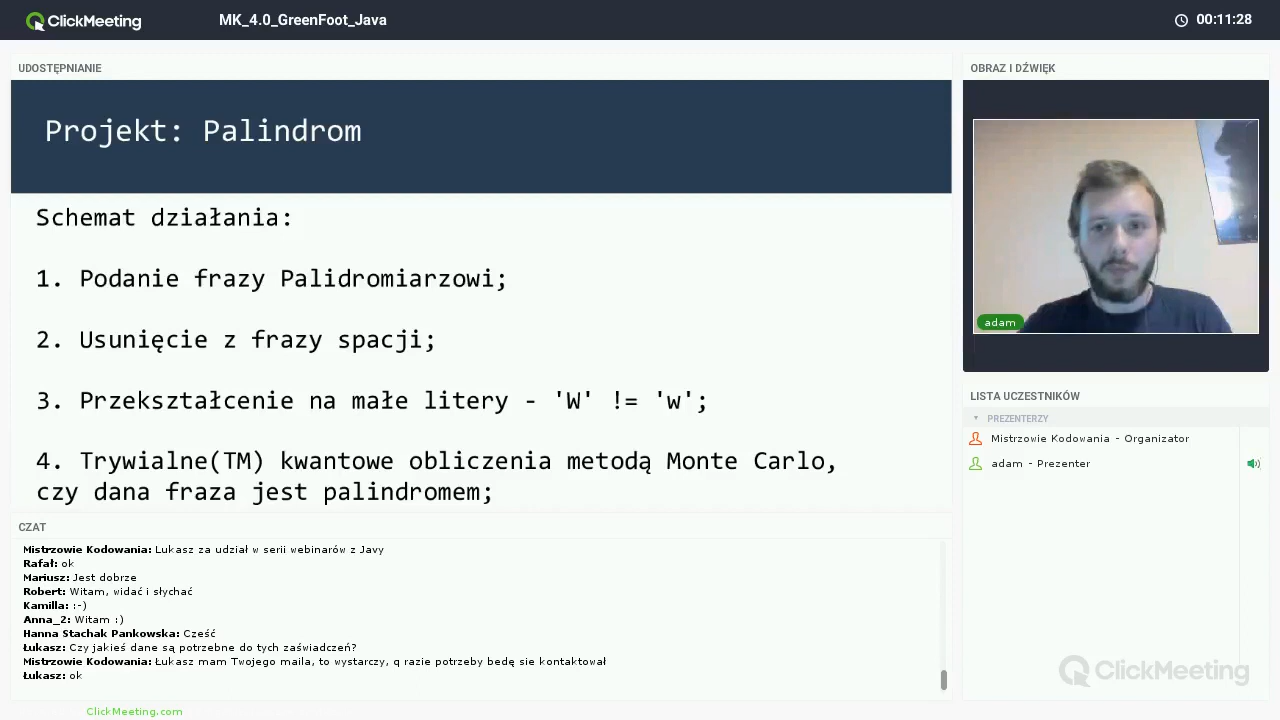 ClickMeeting
MK_4.0_GreenFoot_Java
00:11:28
UDOSTĘPNIANIE
Projekt: Palindrom
Schemat działania:
1. Podanie frazy Palidromiarzowi;
2. Usunięcie z frazy spacji;
3. Przekształcenie na małe litery - 'W' != 'w';
4. Trywialne(TM) kwantowe obliczenia metodą Monte Carlo,
czy dana fraza jest palindromem;
CZAT
Mistrzowie Kodowania: Lukasz za udział w serii webinarów z Javy
Rafał: ok
Mariusz: Jest dobrze
Robert: Witam, widać i słychać
Kamilla: :-)
Anna_2: Witam :)
Hanna Stachak Pankowska: Cześć
Łukasz: Czy jakieś dane są potrzebne do tych zaświadczeń?
Mistrzowie Kodowania: Łukasz mam Twojego maila, to wystarczy, q razie potrzeby bedę sie kontaktował
Łukasz: ok
ClickMeeting.com
OBRAZ I DŹWIĘK
adam
LISTA UCZESTNIKÓW
PREZENTERZY
Mistrzowie Kodowania - Organizator
adam - Prezenter
ClickMeeting